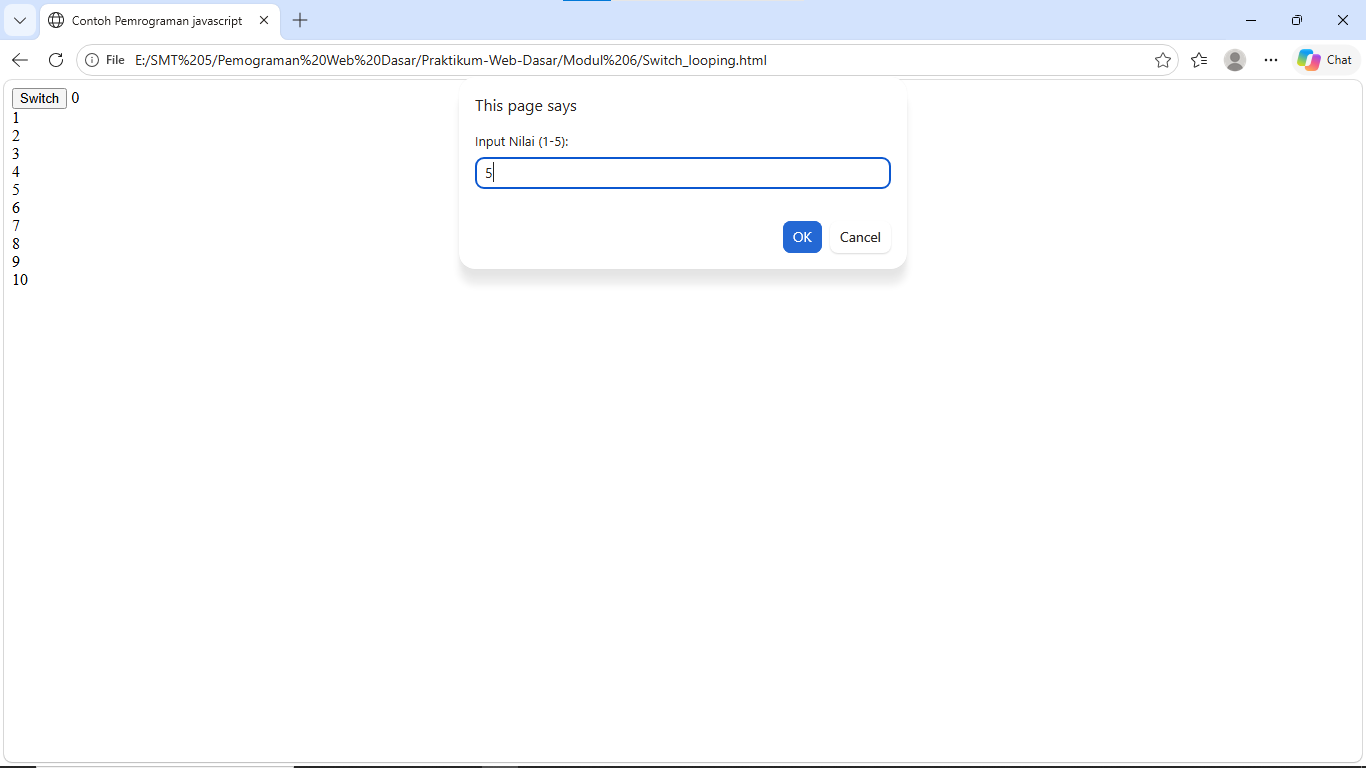 Contoh Pemrograman javascript
File E:/SMT%205/Pemograman%20Web%20Dasar/Praktikum-Web-Dasar/Modul%206/Switch_looping.html
Chat
Switch 0
1
2
3
4
5
6
7
8
9
10
This page says
Input Nilai (1-5):
5
OK Cancel